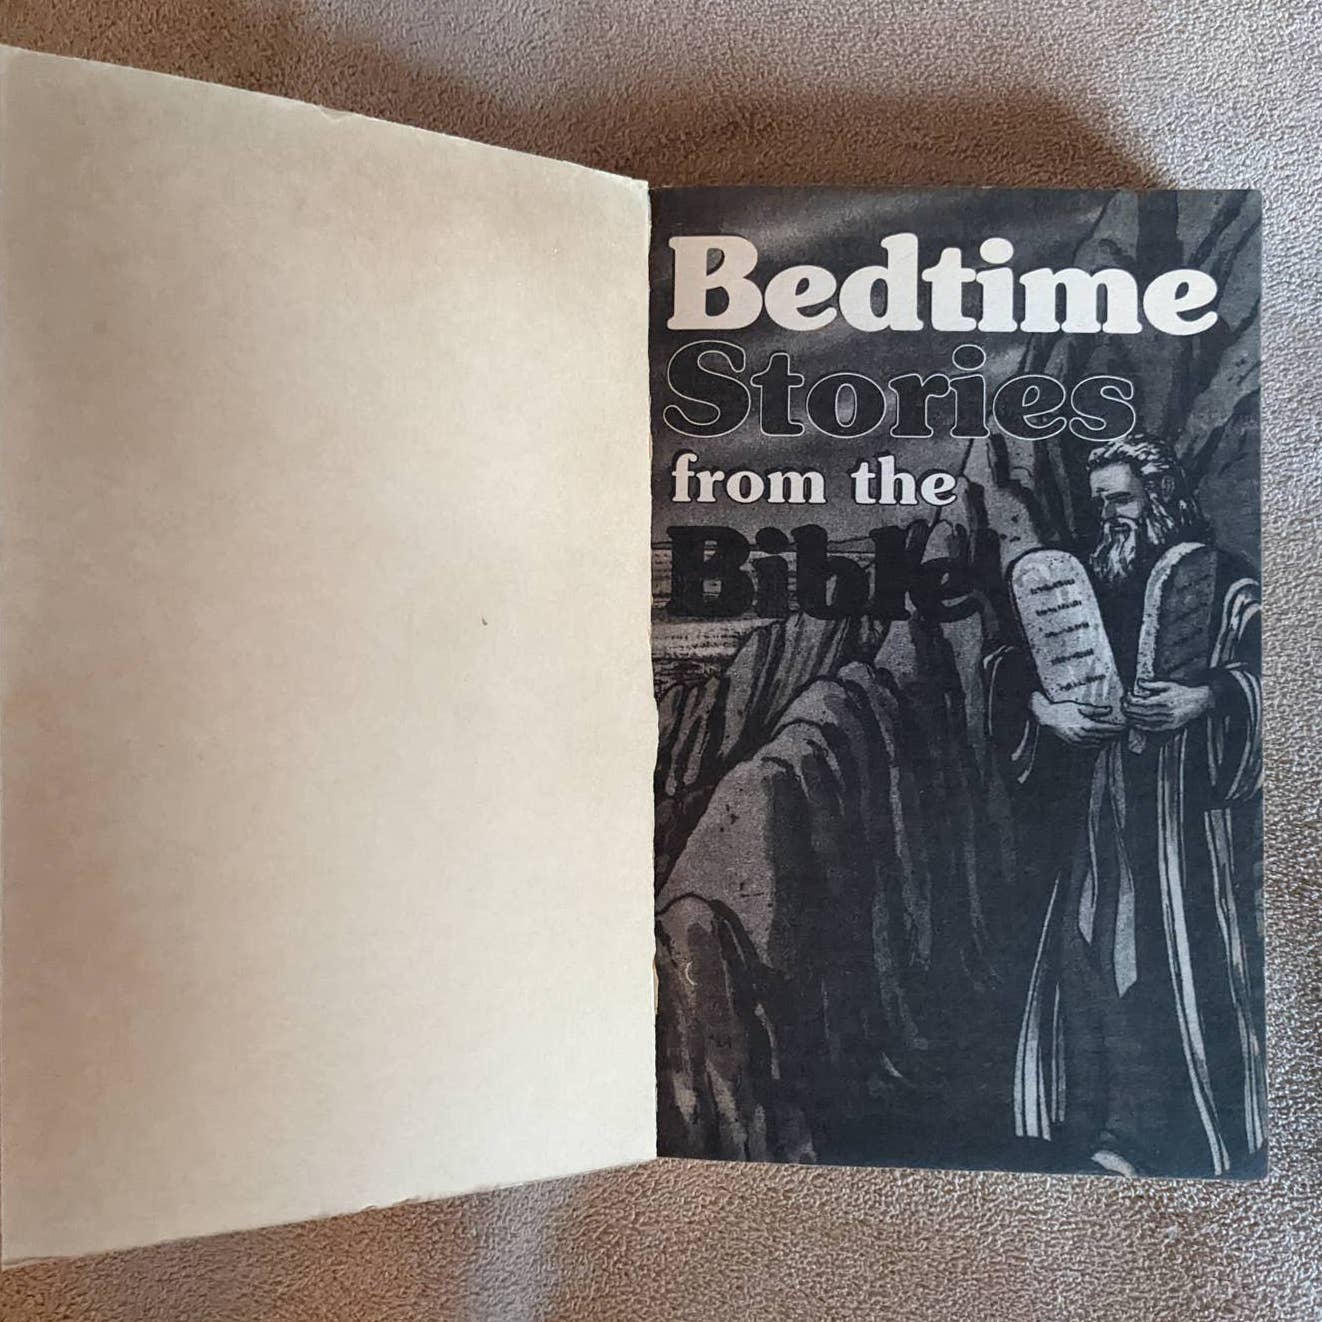 Bedtime
Stories
from the
Bible